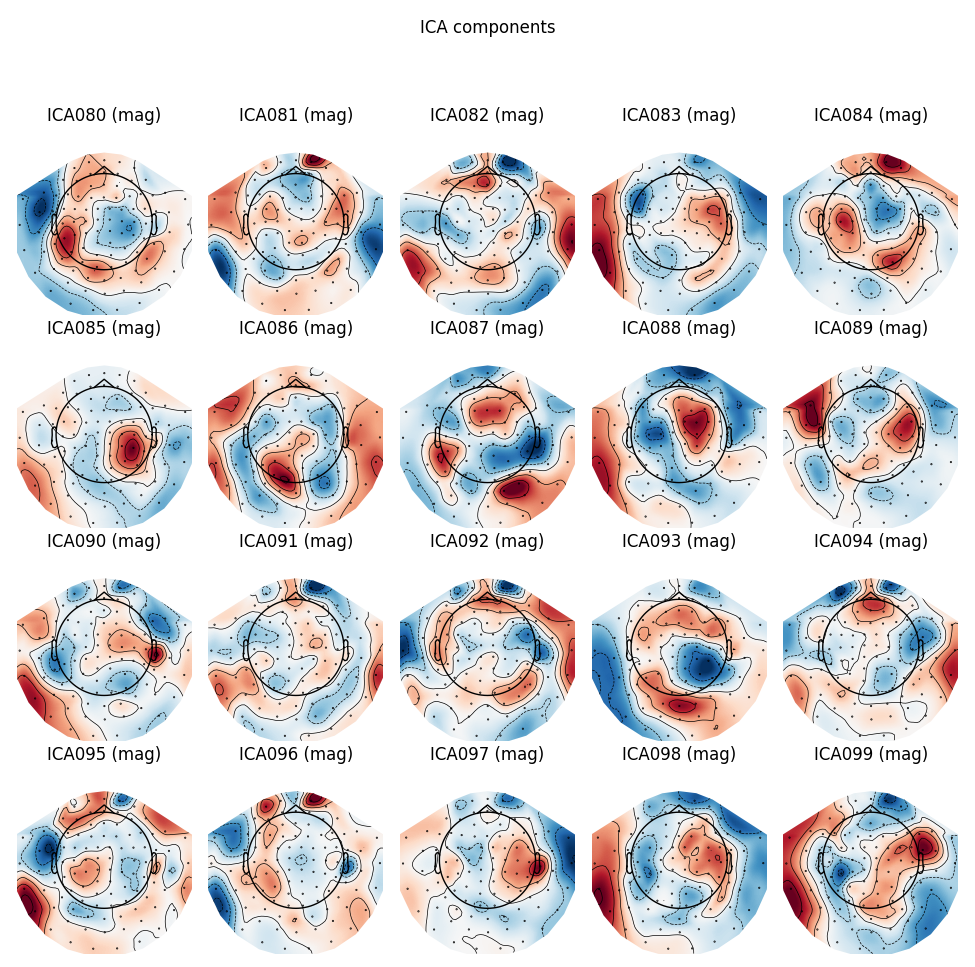 ICA components
ICA080 (mag) ICA081 (mag) ICA082 (mag) ICA083 (mag) ICA084 (mag)
ICA085 (mag) ICA086 (mag) ICA087 (mag) ICA088 (mag) ICA089 (mag)
ICA090 (mag) ICA091 (mag) ICA092 (mag) ICA093 (mag) ICA094 (mag)
ICA095 (mag) ICA096 (mag) ICA097 (mag) ICA098 (mag) ICA099 (mag)